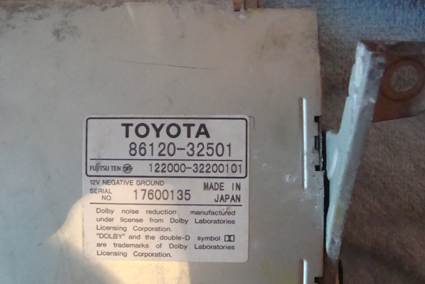 TOYOTA
86120-32501
FUJITSU TEN 122000-32200101
12V NEGATIVE GROUND
SERIAL NO. 17600135
MADE IN JAPAN
Dolby noise reduction manufactured
under license from Dolby Laboratories
Licensing Corporation.
"DOLBY" and the double-D symbol
are trademarks of Dolby Laboratories
Licensing Corporation.